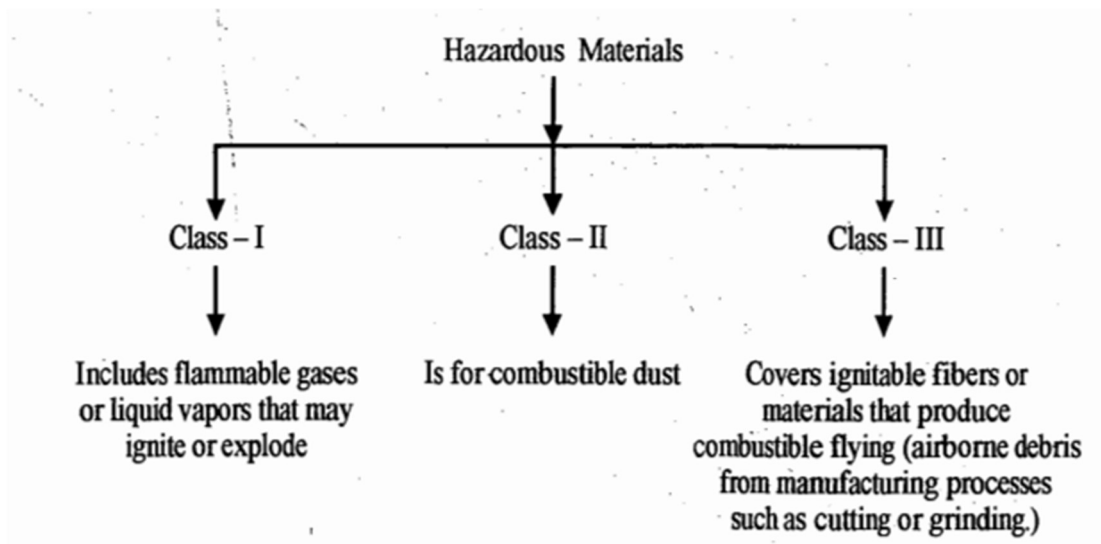 Hazardous Materials
Class – I
Class – II
Class – III
Includes flammable gases
or liquid vapors that may
ignite or explode
Is for combustible dust
Covers ignitable fibers or
materials that produce
combustible flying (airborne debris
from manufacturing processes
such as cutting or grinding.)